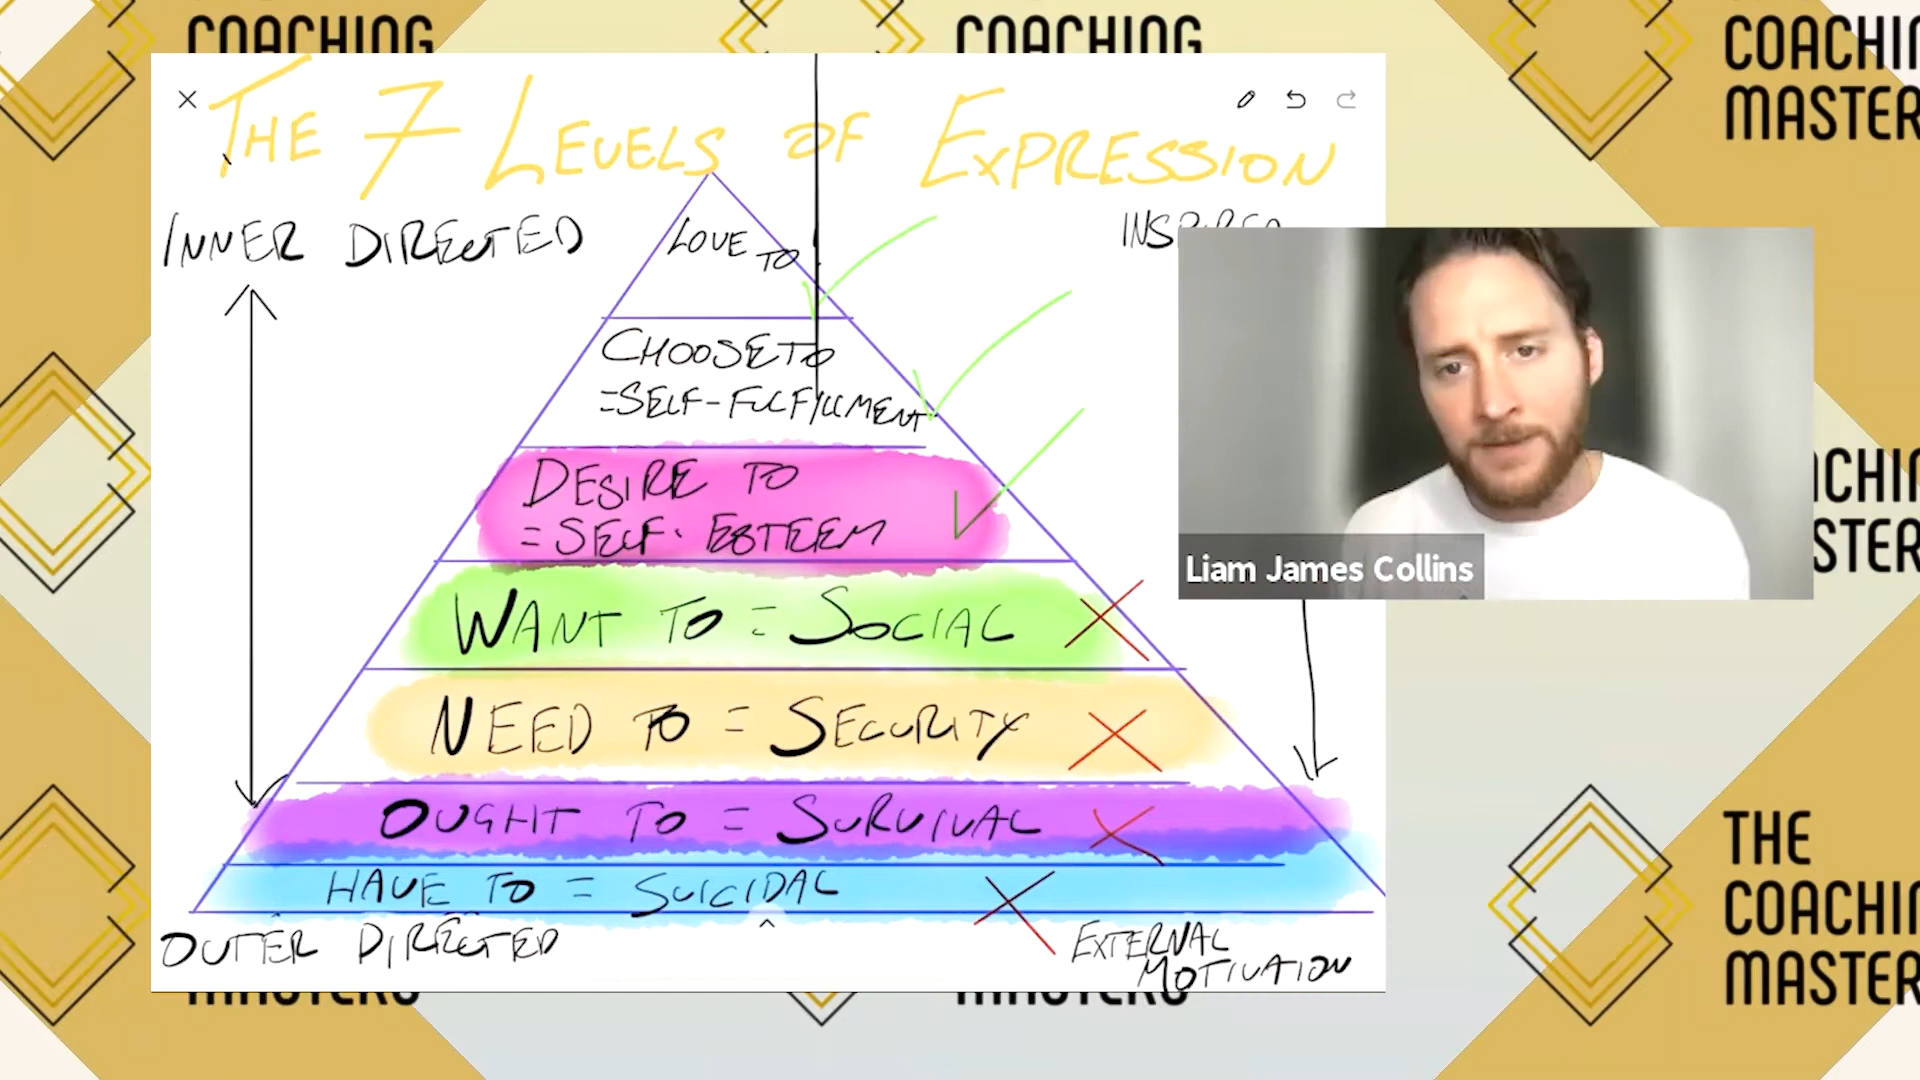 COACHING
COACHING
COACHING
MASTER
THE 7 LEVELS OF EXPRESSION
INNER DIRECTED
LOVE TO
CHOOSE TO
=SELF-FULFILLMENT
DESIRE TO
= SELF. ESTEEM
WANT TO = SOCIAL
NEED TO = SECURITY
OUGHT TO = SURVIVAL
HAVE TO = SUICIDAL
OUTER DIRECTED
EXTERNAL
MOTIVATION
Liam James Collins
THE
COACHIN
MASTER